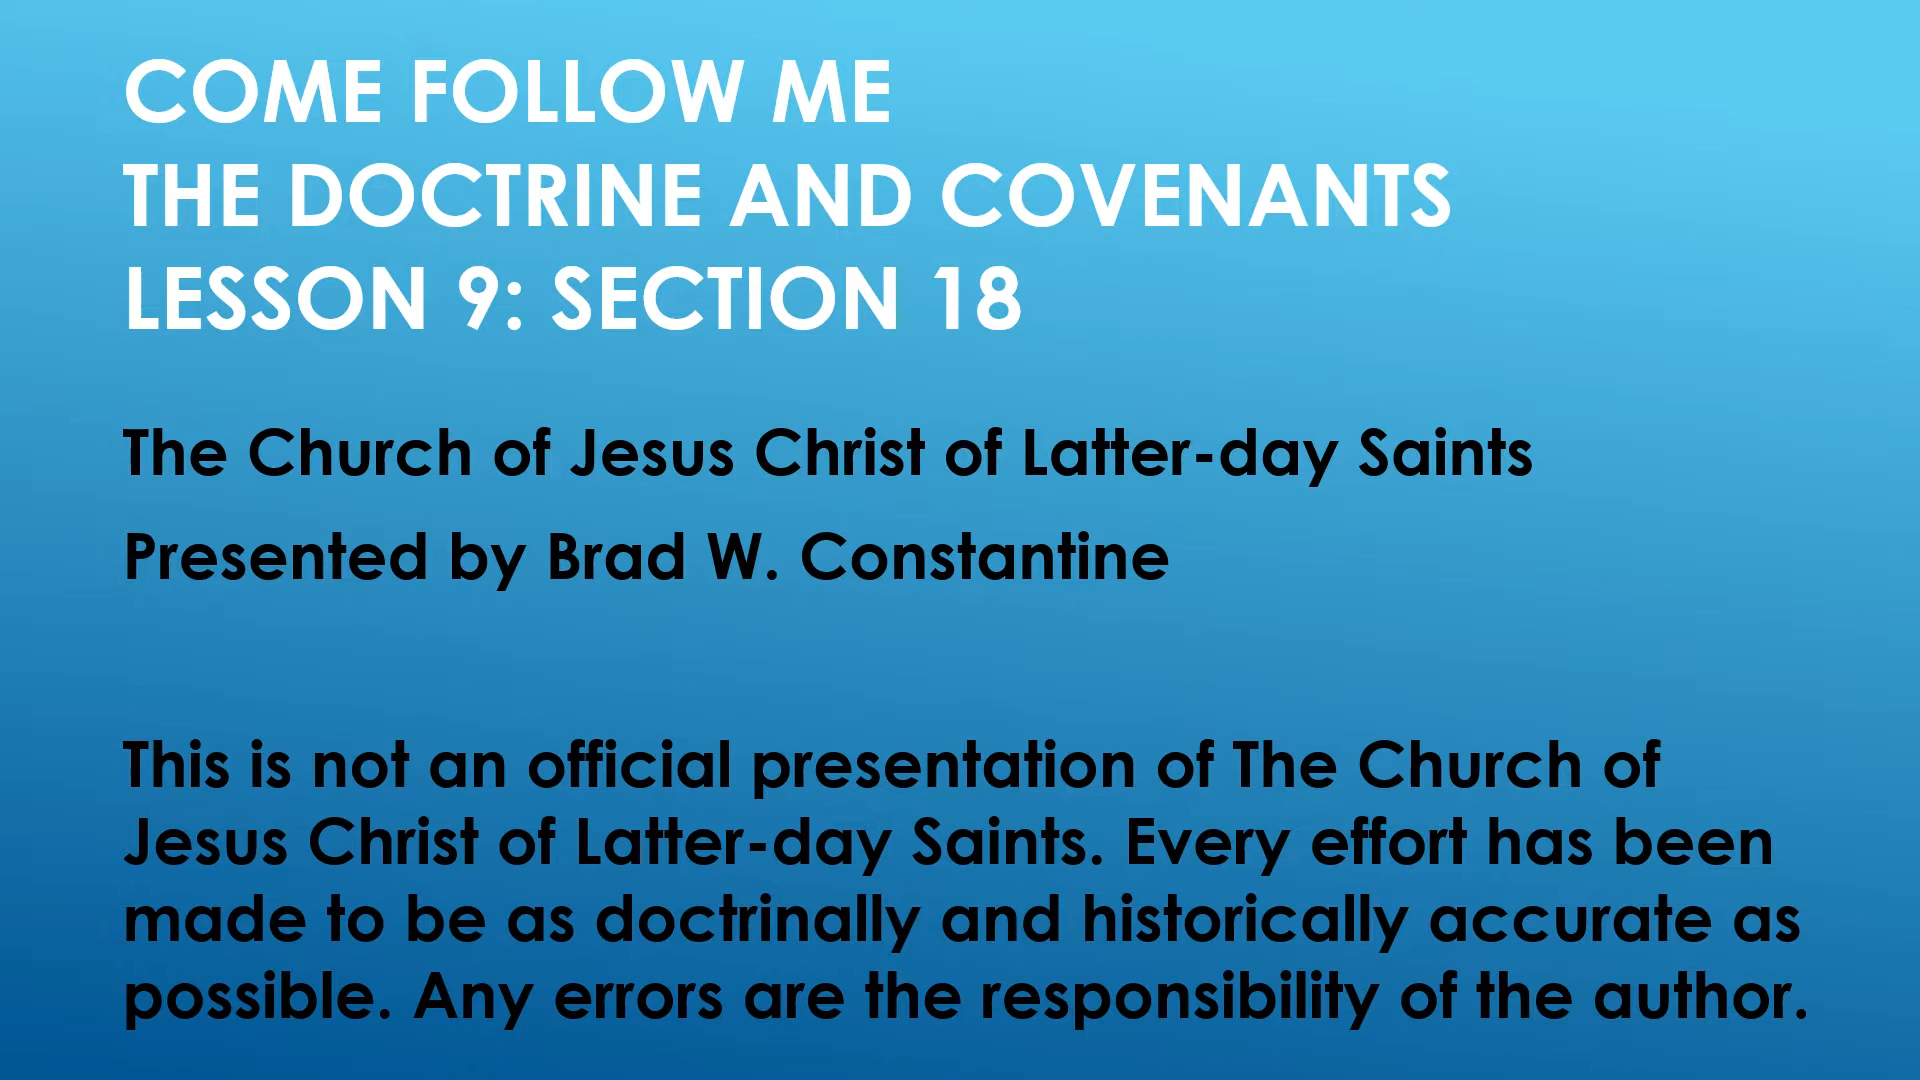 COME FOLLOW ME
THE DOCTRINE AND COVENANTS
LESSON 9: SECTION 18
The Church of Jesus Christ of Latter-day Saints
Presented by Brad W. Constantine
This is not an official presentation of The Church of
Jesus Christ of Latter-day Saints. Every effort has been
made to be as doctrinally and historically accurate as
possible. Any errors are the responsibility of the author.